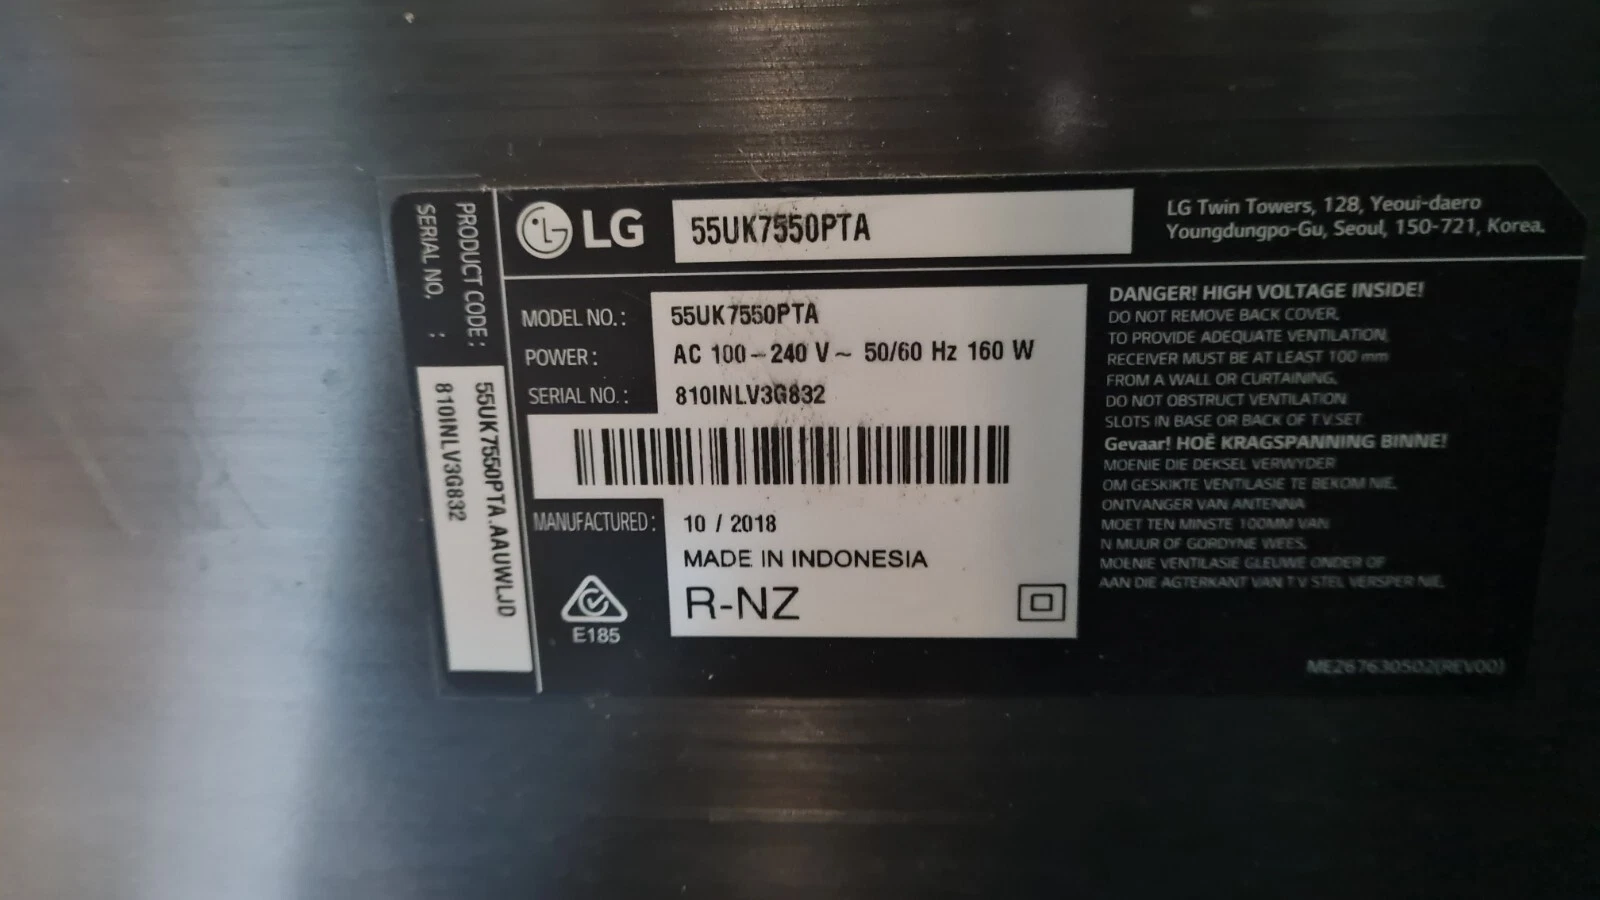 PRODUCT CODE : 55UK7550PTA.AAUWLJD
SERIAL NO. : 810INLV3G832
LG
55UK7550PTA
LG Twin Towers, 128, Yeoui-daero
Youngdungpo-Gu, Seoul, 150-721, Korea.
MODEL NO.: 55UK7550PTA
POWER: AC 100-240 V~ 50/60 Hz 160 W
SERIAL NO.: 810INLV3G832
MANUFACTURED: 10 / 2018
MADE IN INDONESIA
R-NZ
E185
DANGER! HIGH VOLTAGE INSIDE!
DO NOT REMOVE BACK COVER.
TO PROVIDE ADEQUATE VENTILATION,
RECEIVER MUST BE AT LEAST 100 mm
FROM A WALL OR CURTAINING.
DO NOT OBSTRUCT VENTILATION
SLOTS IN BASE OR BACK OF T.V.SET
Gevaar! HOË KRAGSPANNING BINNE!
MOENIE DIE DEKSEL VERWYDER
OM GESKIKTE VENTILASIE TE BEKOM NIE.
ONTVANGER VAN ANTENNA
MOET TEN MINSTE 100MM VAN
N MUUR OF GORDYNE WEES.
MOENIE VENTILASIE GLEUWE ONDER OF
AAN DIE AGTERKANT VAN T V STEL VERSPER NIE.
ME267630502(REV00)